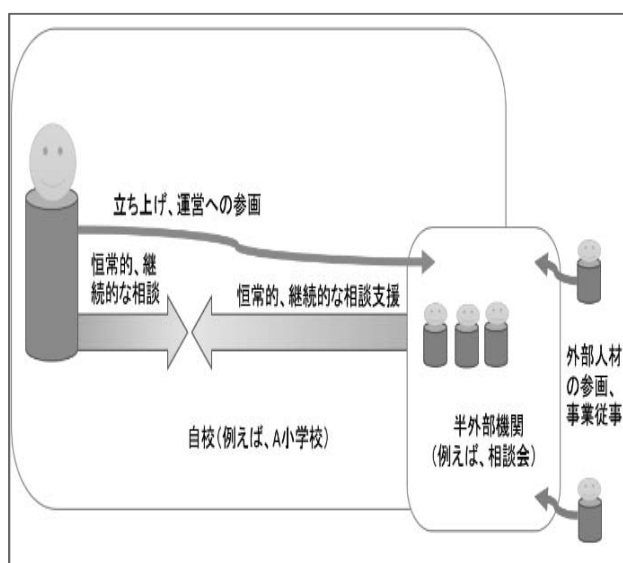 立ち上げ、運営への参画
恒常的、継
続的な相談
恒常的、継続的な相談支援
外部人材
の参画、
事業従事
自校(例えば、A小学校)
半外部機関
(例えば、相談会)